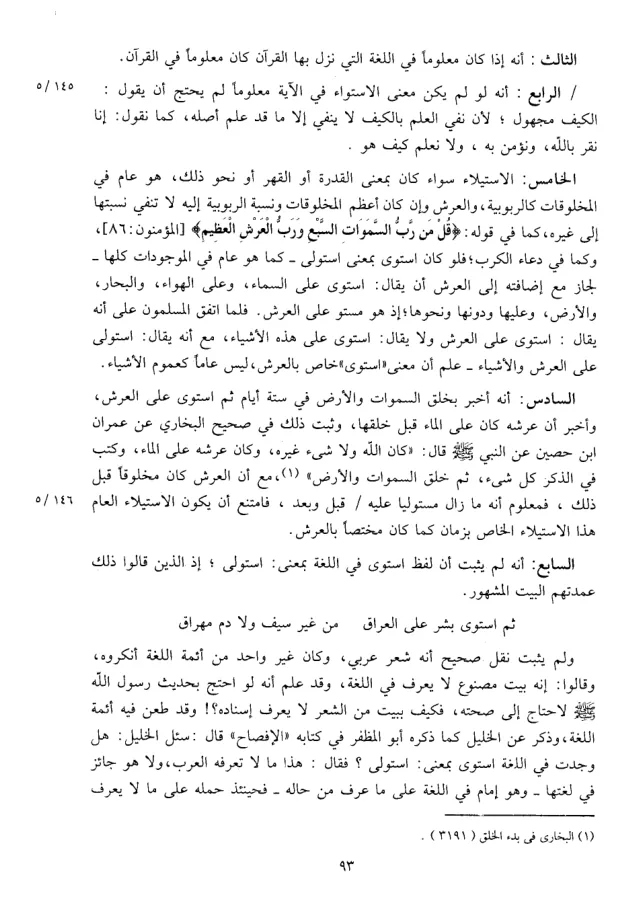 الثالث : أنه إذا كان معلوماً في اللغة التي نزل بها القرآن كان معلوماً في القرآن.
٥/١٤٥ / الرابع : أنه لو لم يكن معنى الاستواء في الآية معلوماً لم يحتج أن يقول :
الكيف مجهول ؛ لأن نفي العلم بالكيف لا ينفي إلا ما قد علم أصله، كما نقول: إنا
نقر بالله، ونؤمن به ، ولا نعلم كيف هو .
الخامس: الاستيلاء سواء كان بمعنى القدرة أو القهر أو نحو ذلك، هو عام في
المخلوقات كالربوبية، والعرش وإن كان أعظم المخلوقات ونسبة الربوبية إليه لا تنفي نسبتها
إلى غيره، كما في قوله: ﴿قُلْ مَن رَّبُّ السَّمَوَاتِ السَّبْعِ وَرَبُّ الْعَرْشِ الْعَظِيمِ﴾ [المؤمنون:٨٦]،
وكما في دعاء الكرب؛ فلو كان استوى بمعنى استولى ـ كما هو عام في الموجودات كلها ـ
لجاز مع إضافته إلى العرش أن يقال: استوى على السماء، وعلى الهواء، والبحار،
والأرض، وعليها ودونها ونحوها؛ إذ هو مستو على العرش. فلما اتفق المسلمون على أنه
يقال : استوى على العرش ولا يقال: استوى على هذه الأشياء، مع أنه يقال: استولى
على العرش والأشياء ـ علم أن معنى «استوى» خاص بالعرش، ليس عاماً كعموم الأشياء.
السادس: أنه أخبر بخلق السموات والأرض في ستة أيام ثم استوى على العرش،
وأخبر أن عرشه كان على الماء قبل خلقها، وثبت ذلك في صحيح البخاري عن عمران
ابن حصين عن النبي ﷺ قال: «كان الله ولا شيء غيره، وكان عرشه على الماء، وكتب
في الذكر كل شيء، ثم خلق السموات والأرض» (١)، مع أن العرش كان مخلوقاً قبل
٥/١٤٦ ذلك ، فمعلوم أنه ما زال مستوليا عليه / قبل وبعد ، فامتنع أن يكون الاستيلاء العام
هذا الاستيلاء الخاص بزمان كما كان مختصاً بالعرش.
السابع: أنه لم يثبت أن لفظ استوى في اللغة بمعنى: استولى ؛ إذ الذين قالوا ذلك
عمدتهم البيت المشهور.
ثم استوى بشر على العراق من غير سيف ولا دم مهراق
ولم يثبت نقل صحيح أنه شعر عربي، وكان غير واحد من أئمة اللغة أنكروه،
وقالوا: إنه بيت مصنوع لا يعرف في اللغة، وقد علم أنه لو احتج بحديث رسول الله
ﷺ لاحتاج إلى صحته، فكيف ببيت من الشعر لا يعرف إسناده؟! وقد طعن فيه أئمة
اللغة، وذكر عن الخليل كما ذكره أبو المظفر في كتابه «الإفصاح» قال : سئل الخليل: هل
وجدت في اللغة استوى بمعنى: استولى ؟ فقال : هذا ما لا تعرفه العرب، ولا هو جائز
في لغتها ـ وهو إمام في اللغة على ما عرف من حاله ـ فحينئذ حمله على ما لا يعرف
(١) البخارى فى بدء الخلق ( ٣١٩١ ) .
٩٣